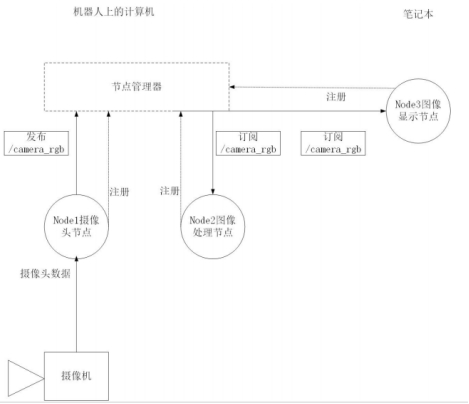 机器人上的计算机
笔记本
节点管理器
注册
Node3图像
显示节点
发布
/camera_rgb
订阅
/camera_rgb
订阅
/camera_rgb
注册
注册
Node1摄像
头节点
Node2图像
处理节点
摄像头数据
摄像机